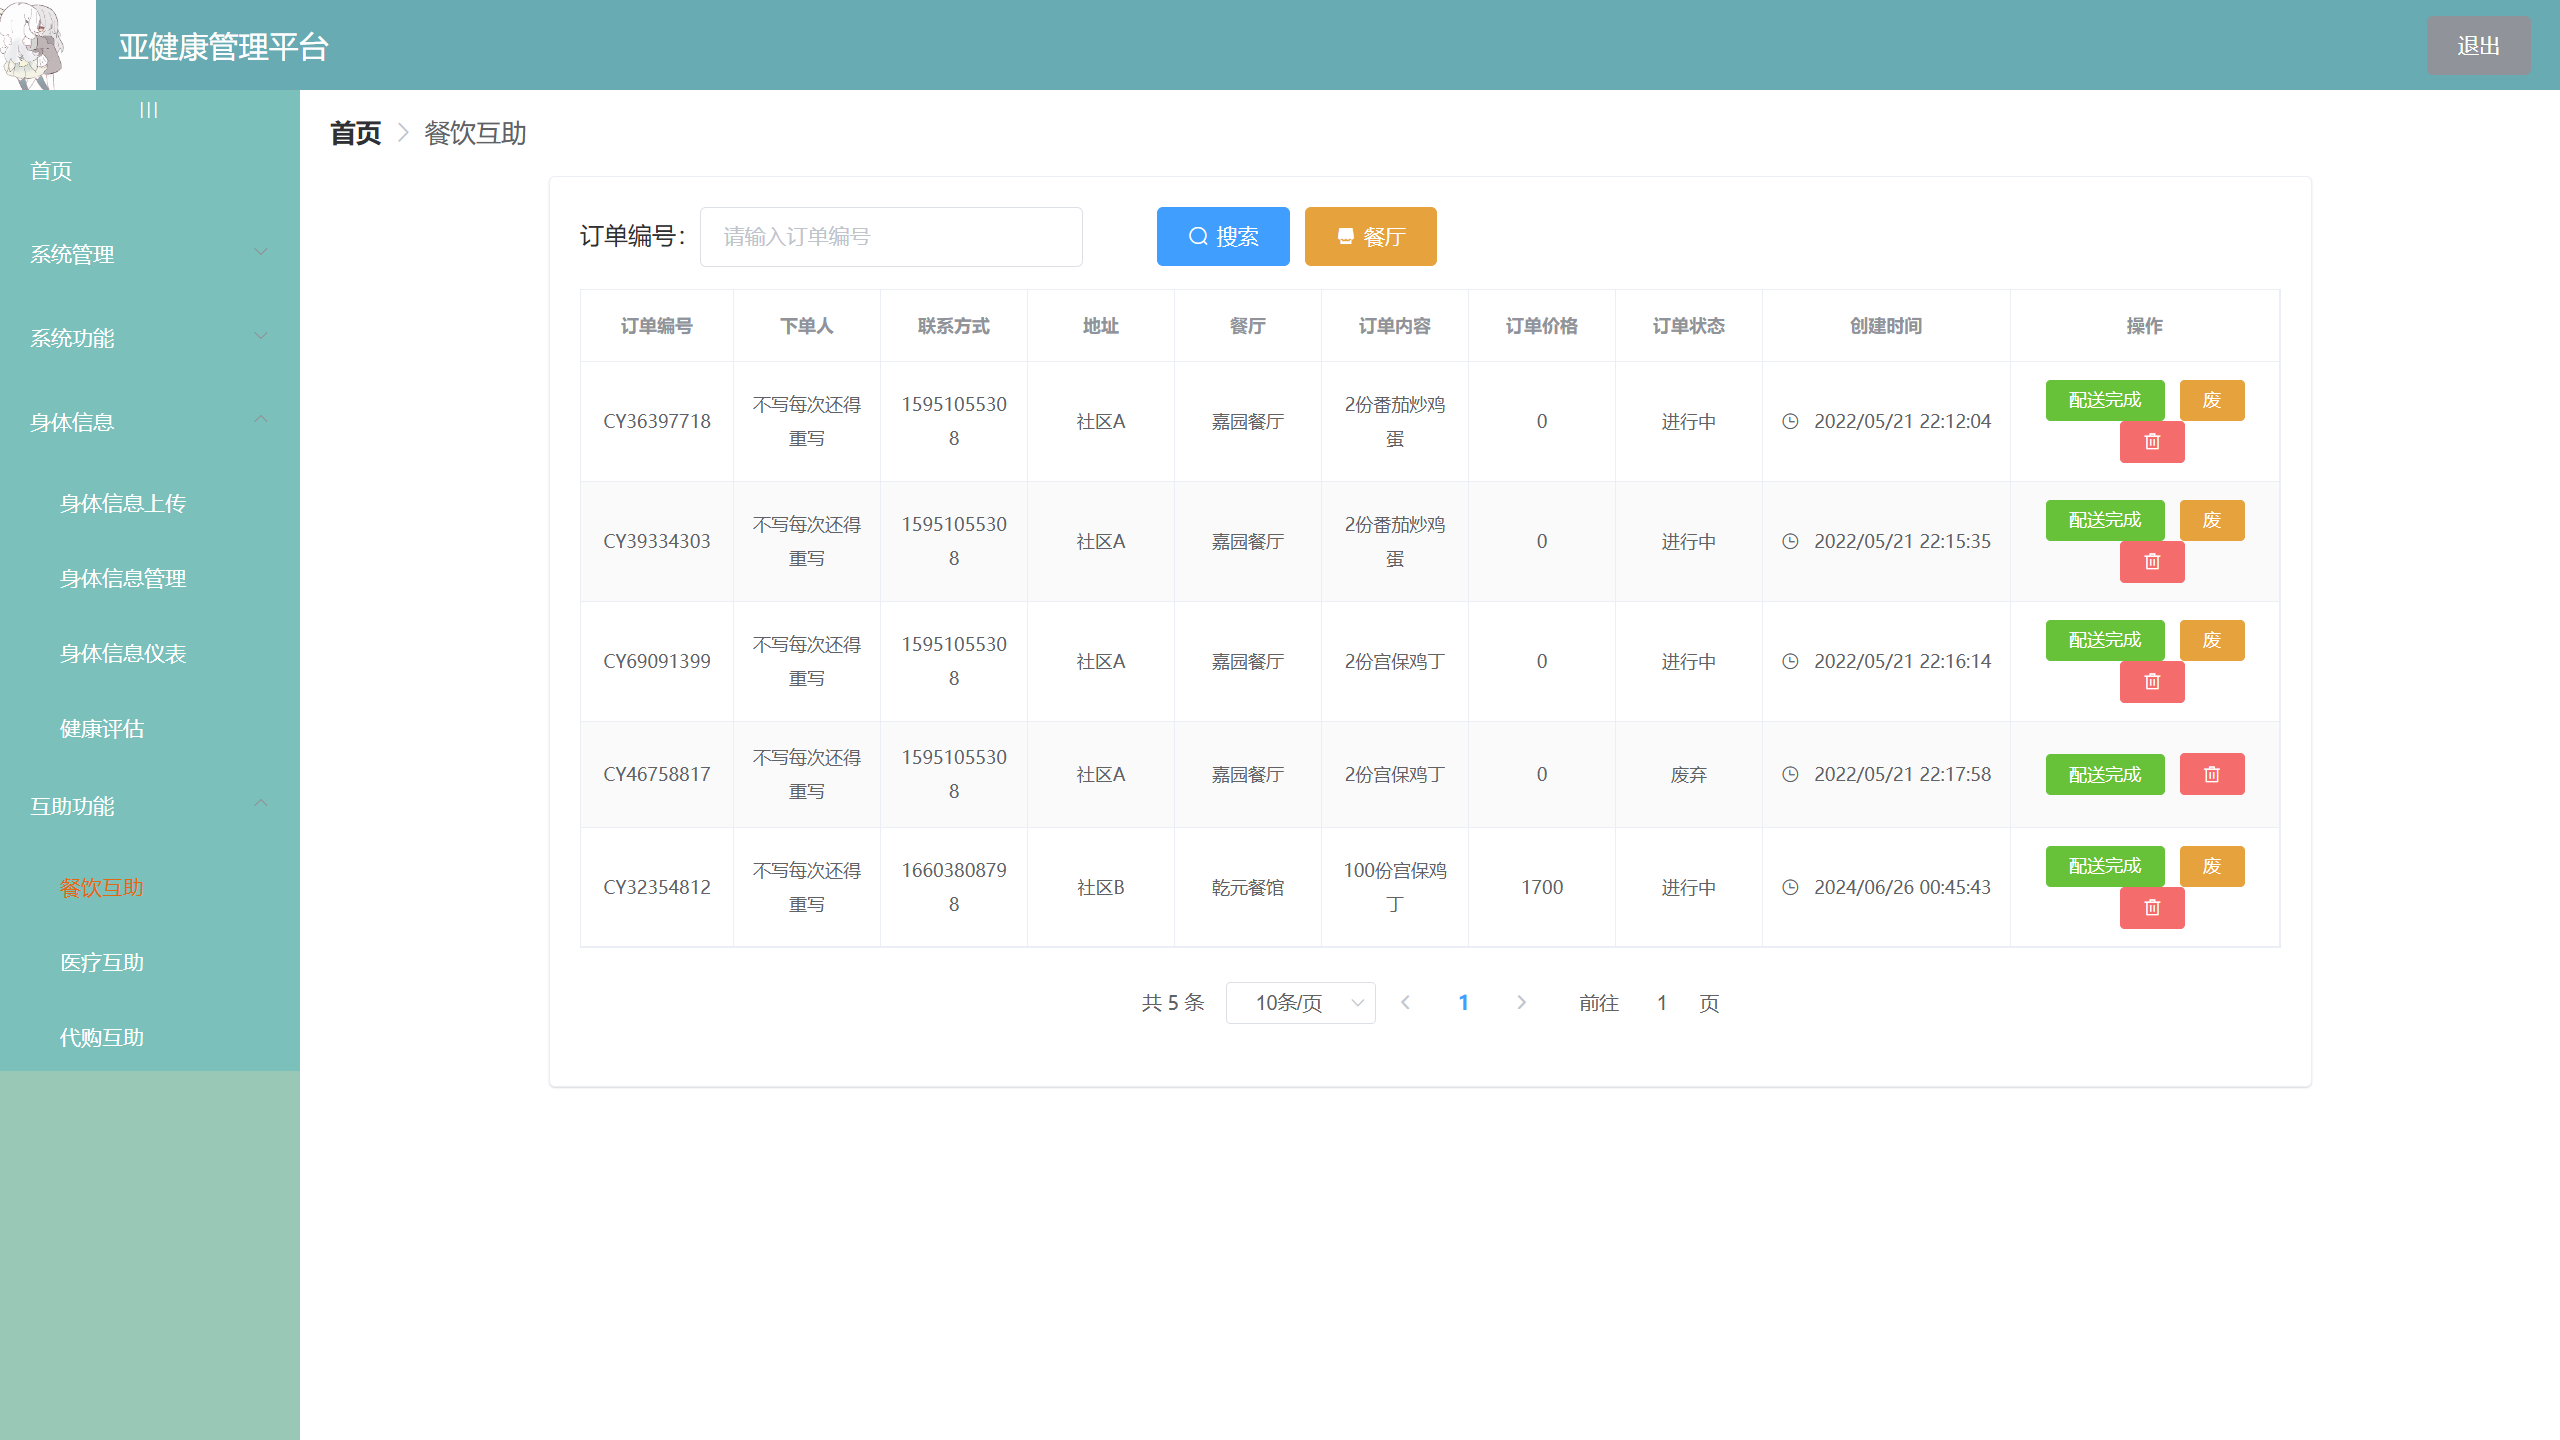 亚健康管理平台
退出
首页
系统管理
系统功能
身体信息
身体信息上传
身体信息管理
身体信息仪表
健康评估
互助功能
餐饮互助
医疗互助
代购互助
首页 > 餐饮互助
订单编号： 请输入订单编号 搜索 餐厅
订单编号 下单人 联系方式 地址 餐厅 订单内容 订单价格 订单状态 创建时间 操作
CY36397718 不写每次还得重写 15951055308 社区A 嘉园餐厅 2份番茄炒鸡蛋 0 进行中 2022/05/21 22:12:04 配送完成 废
CY39334303 不写每次还得重写 15951055308 社区A 嘉园餐厅 2份番茄炒鸡蛋 0 进行中 2022/05/21 22:15:35 配送完成 废
CY69091399 不写每次还得重写 15951055308 社区A 嘉园餐厅 2份宫保鸡丁 0 进行中 2022/05/21 22:16:14 配送完成 废
CY46758817 不写每次还得重写 15951055308 社区A 嘉园餐厅 2份宫保鸡丁 0 废弃 2022/05/21 22:17:58 配送完成
CY32354812 不写每次还得重写 16603808798 社区B 乾元餐馆 100份宫保鸡丁 1700 进行中 2024/06/26 00:45:43 配送完成 废
共 5 条 10条/页 1 前往 1 页